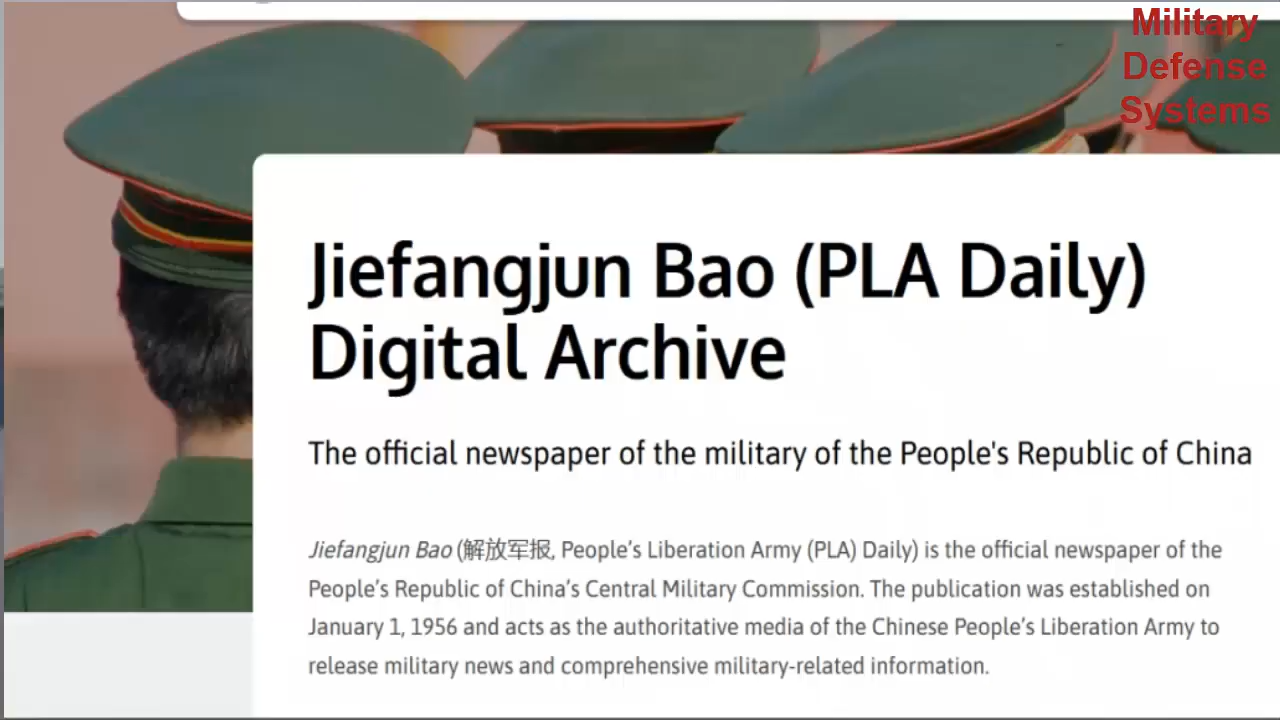 Military
Defense
Systems
Jiefangjun Bao (PLA Daily)
Digital Archive
The official newspaper of the military of the People's Republic of China
Jiefangjun Bao (解放军报, People’s Liberation Army (PLA) Daily) is the official newspaper of the
People’s Republic of China’s Central Military Commission. The publication was established on
January 1, 1956 and acts as the authoritative media of the Chinese People’s Liberation Army to
release military news and comprehensive military-related information.